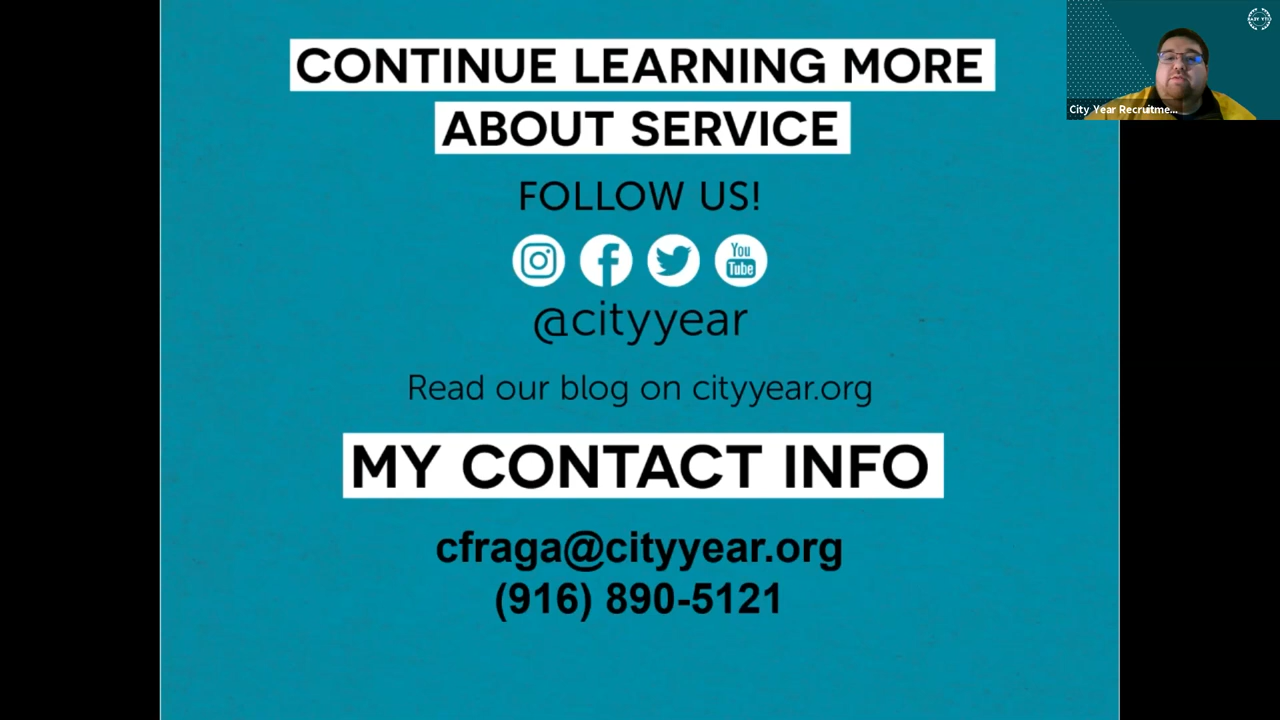 CONTINUE LEARNING MORE
ABOUT SERVICE
FOLLOW US!
You
Tube
@cityyear
Read our blog on cityyear.org
MY CONTACT INFO
cfraga@cityyear.org
(916) 890-5121
City Year Recruitme...